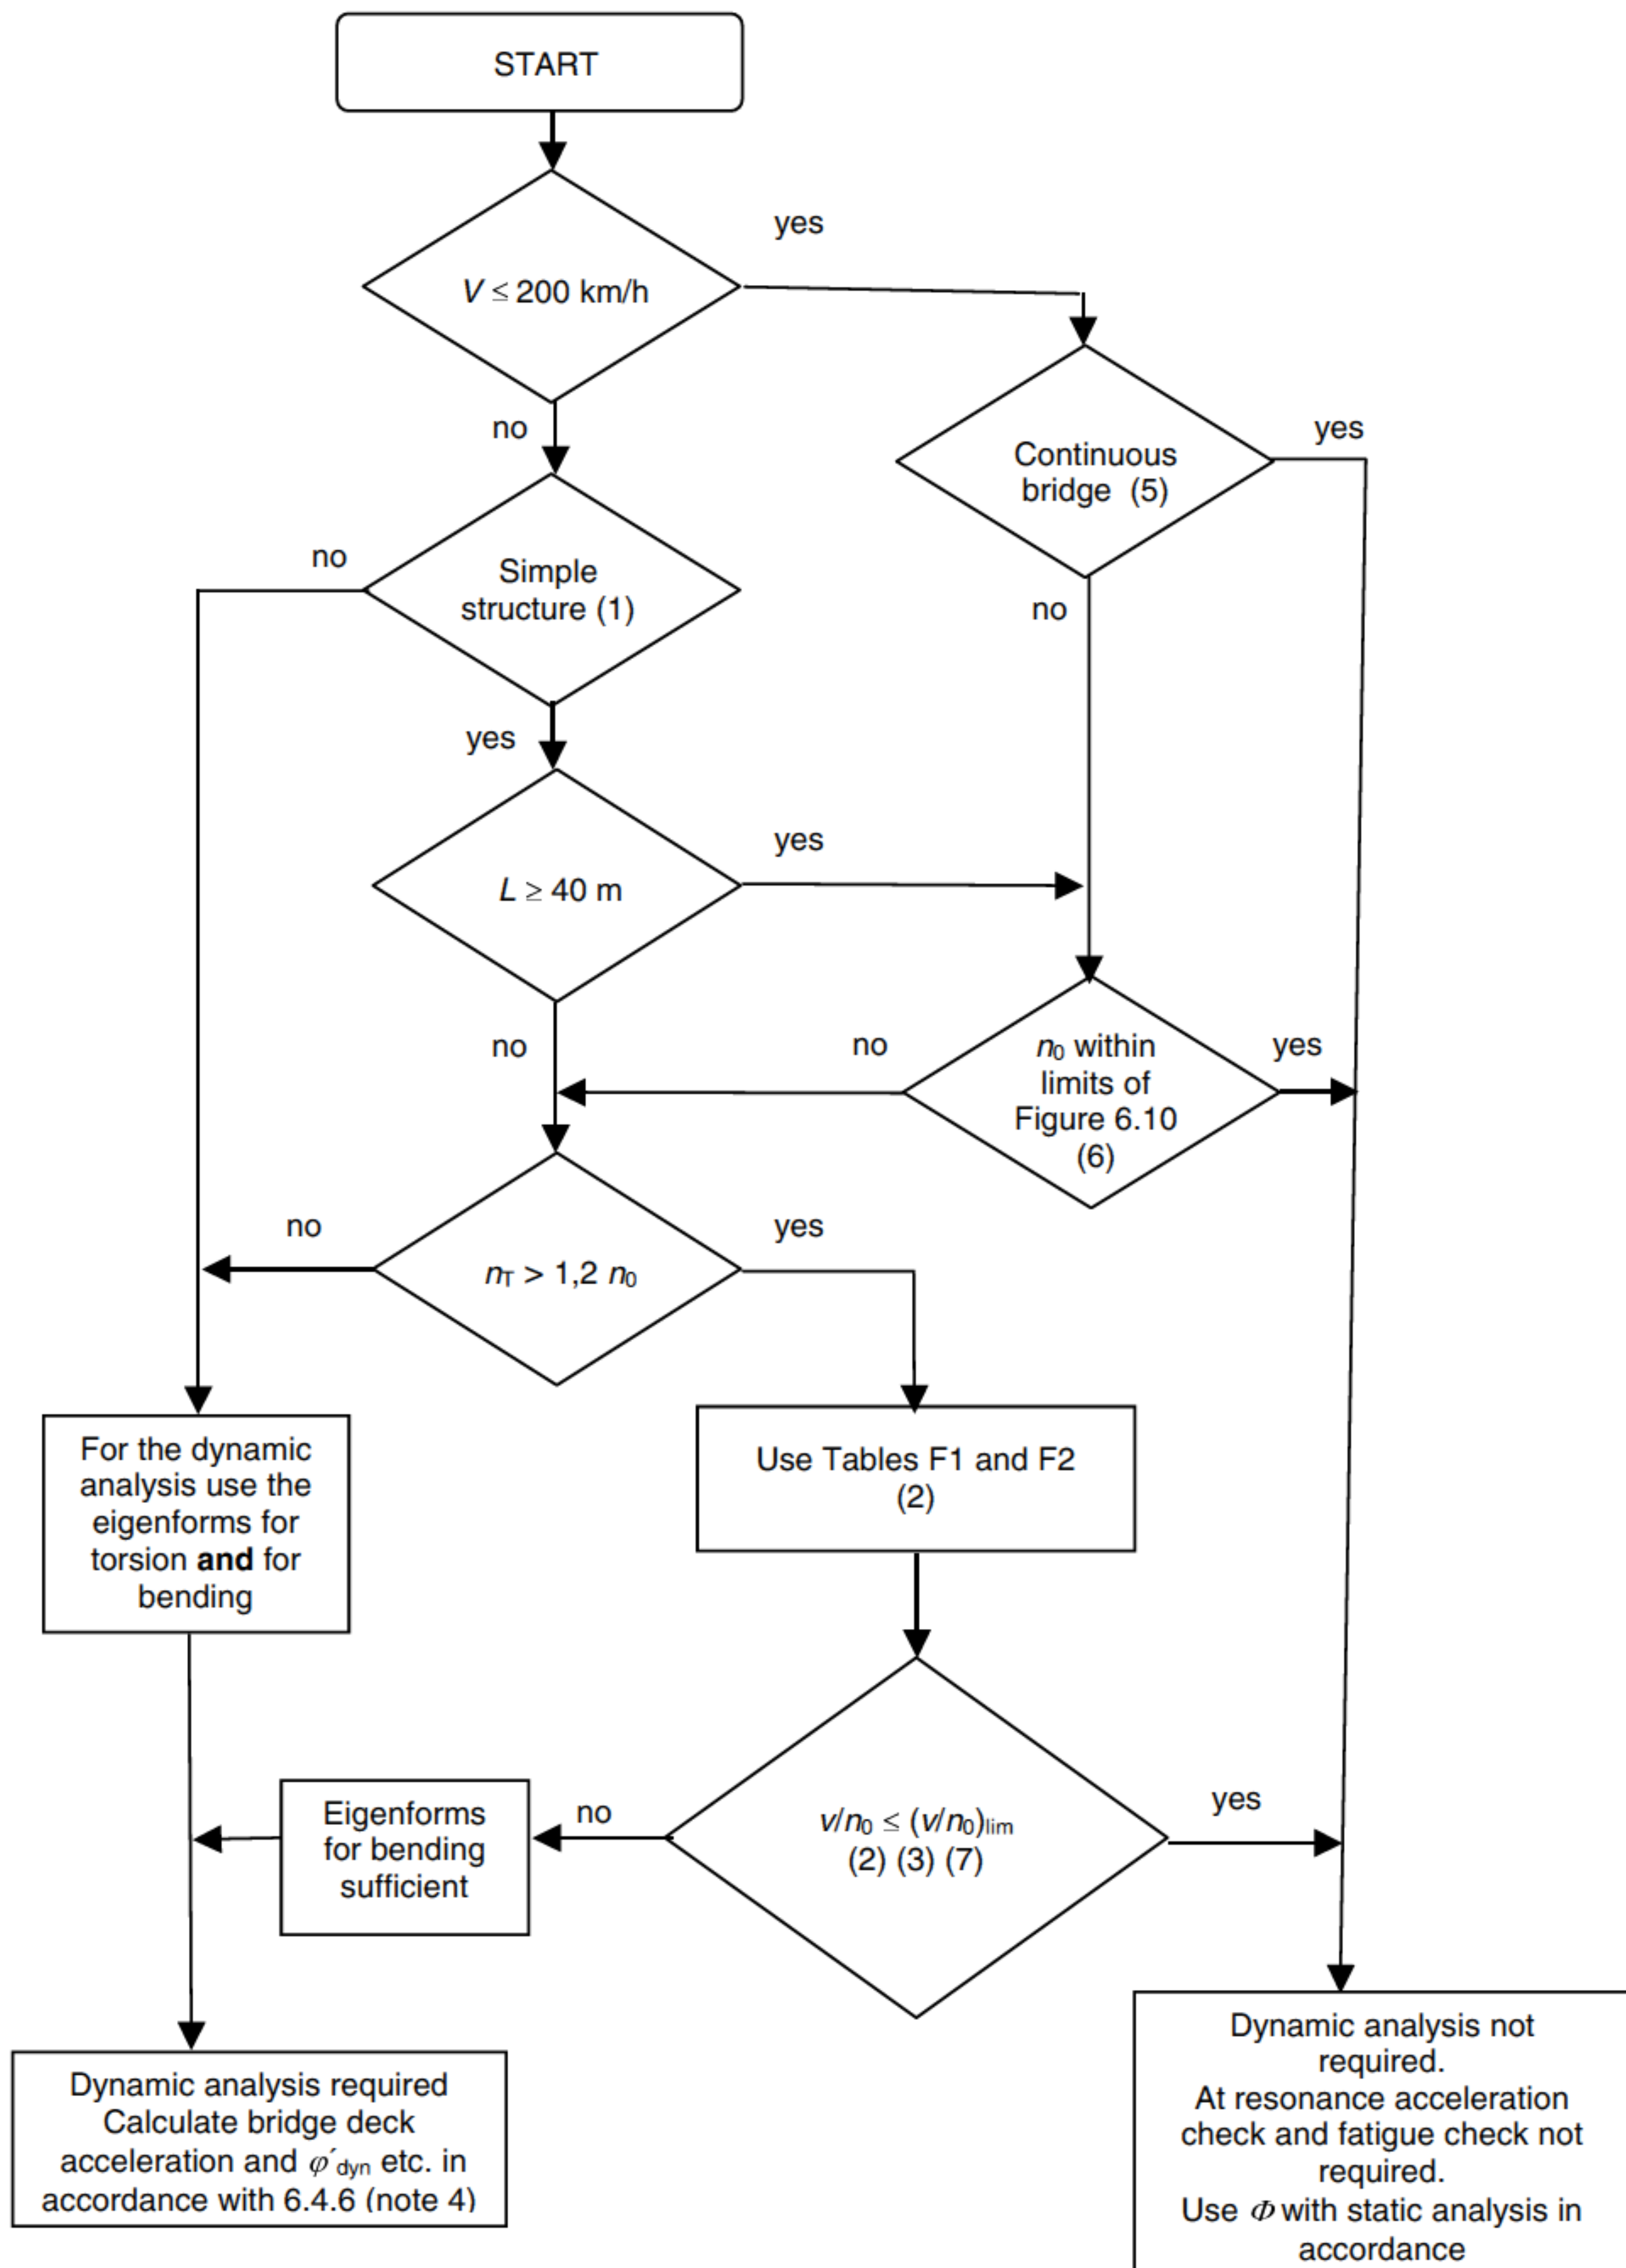 START
yes
V ≤ 200 km/h
no
yes
Continuous
bridge (5)
no
Simple
structure (1)
no
yes
yes
L ≥ 40 m
no
no
n0 within
limits of
Figure 6.10
(6)
yes
no
yes
nT > 1,2 n0
For the dynamic
analysis use the
eigenforms for
torsion and for
bending
Use Tables F1 and F2
(2)
Eigenforms
for bending
sufficient
no
v/n0 ≤ (v/n0)lim
(2) (3) (7)
yes
Dynamic analysis required
Calculate bridge deck
acceleration and φ′dyn etc. in
accordance with 6.4.6 (note 4)
Dynamic analysis not
required.
At resonance acceleration
check and fatigue check not
required.
Use Φ with static analysis in
accordance